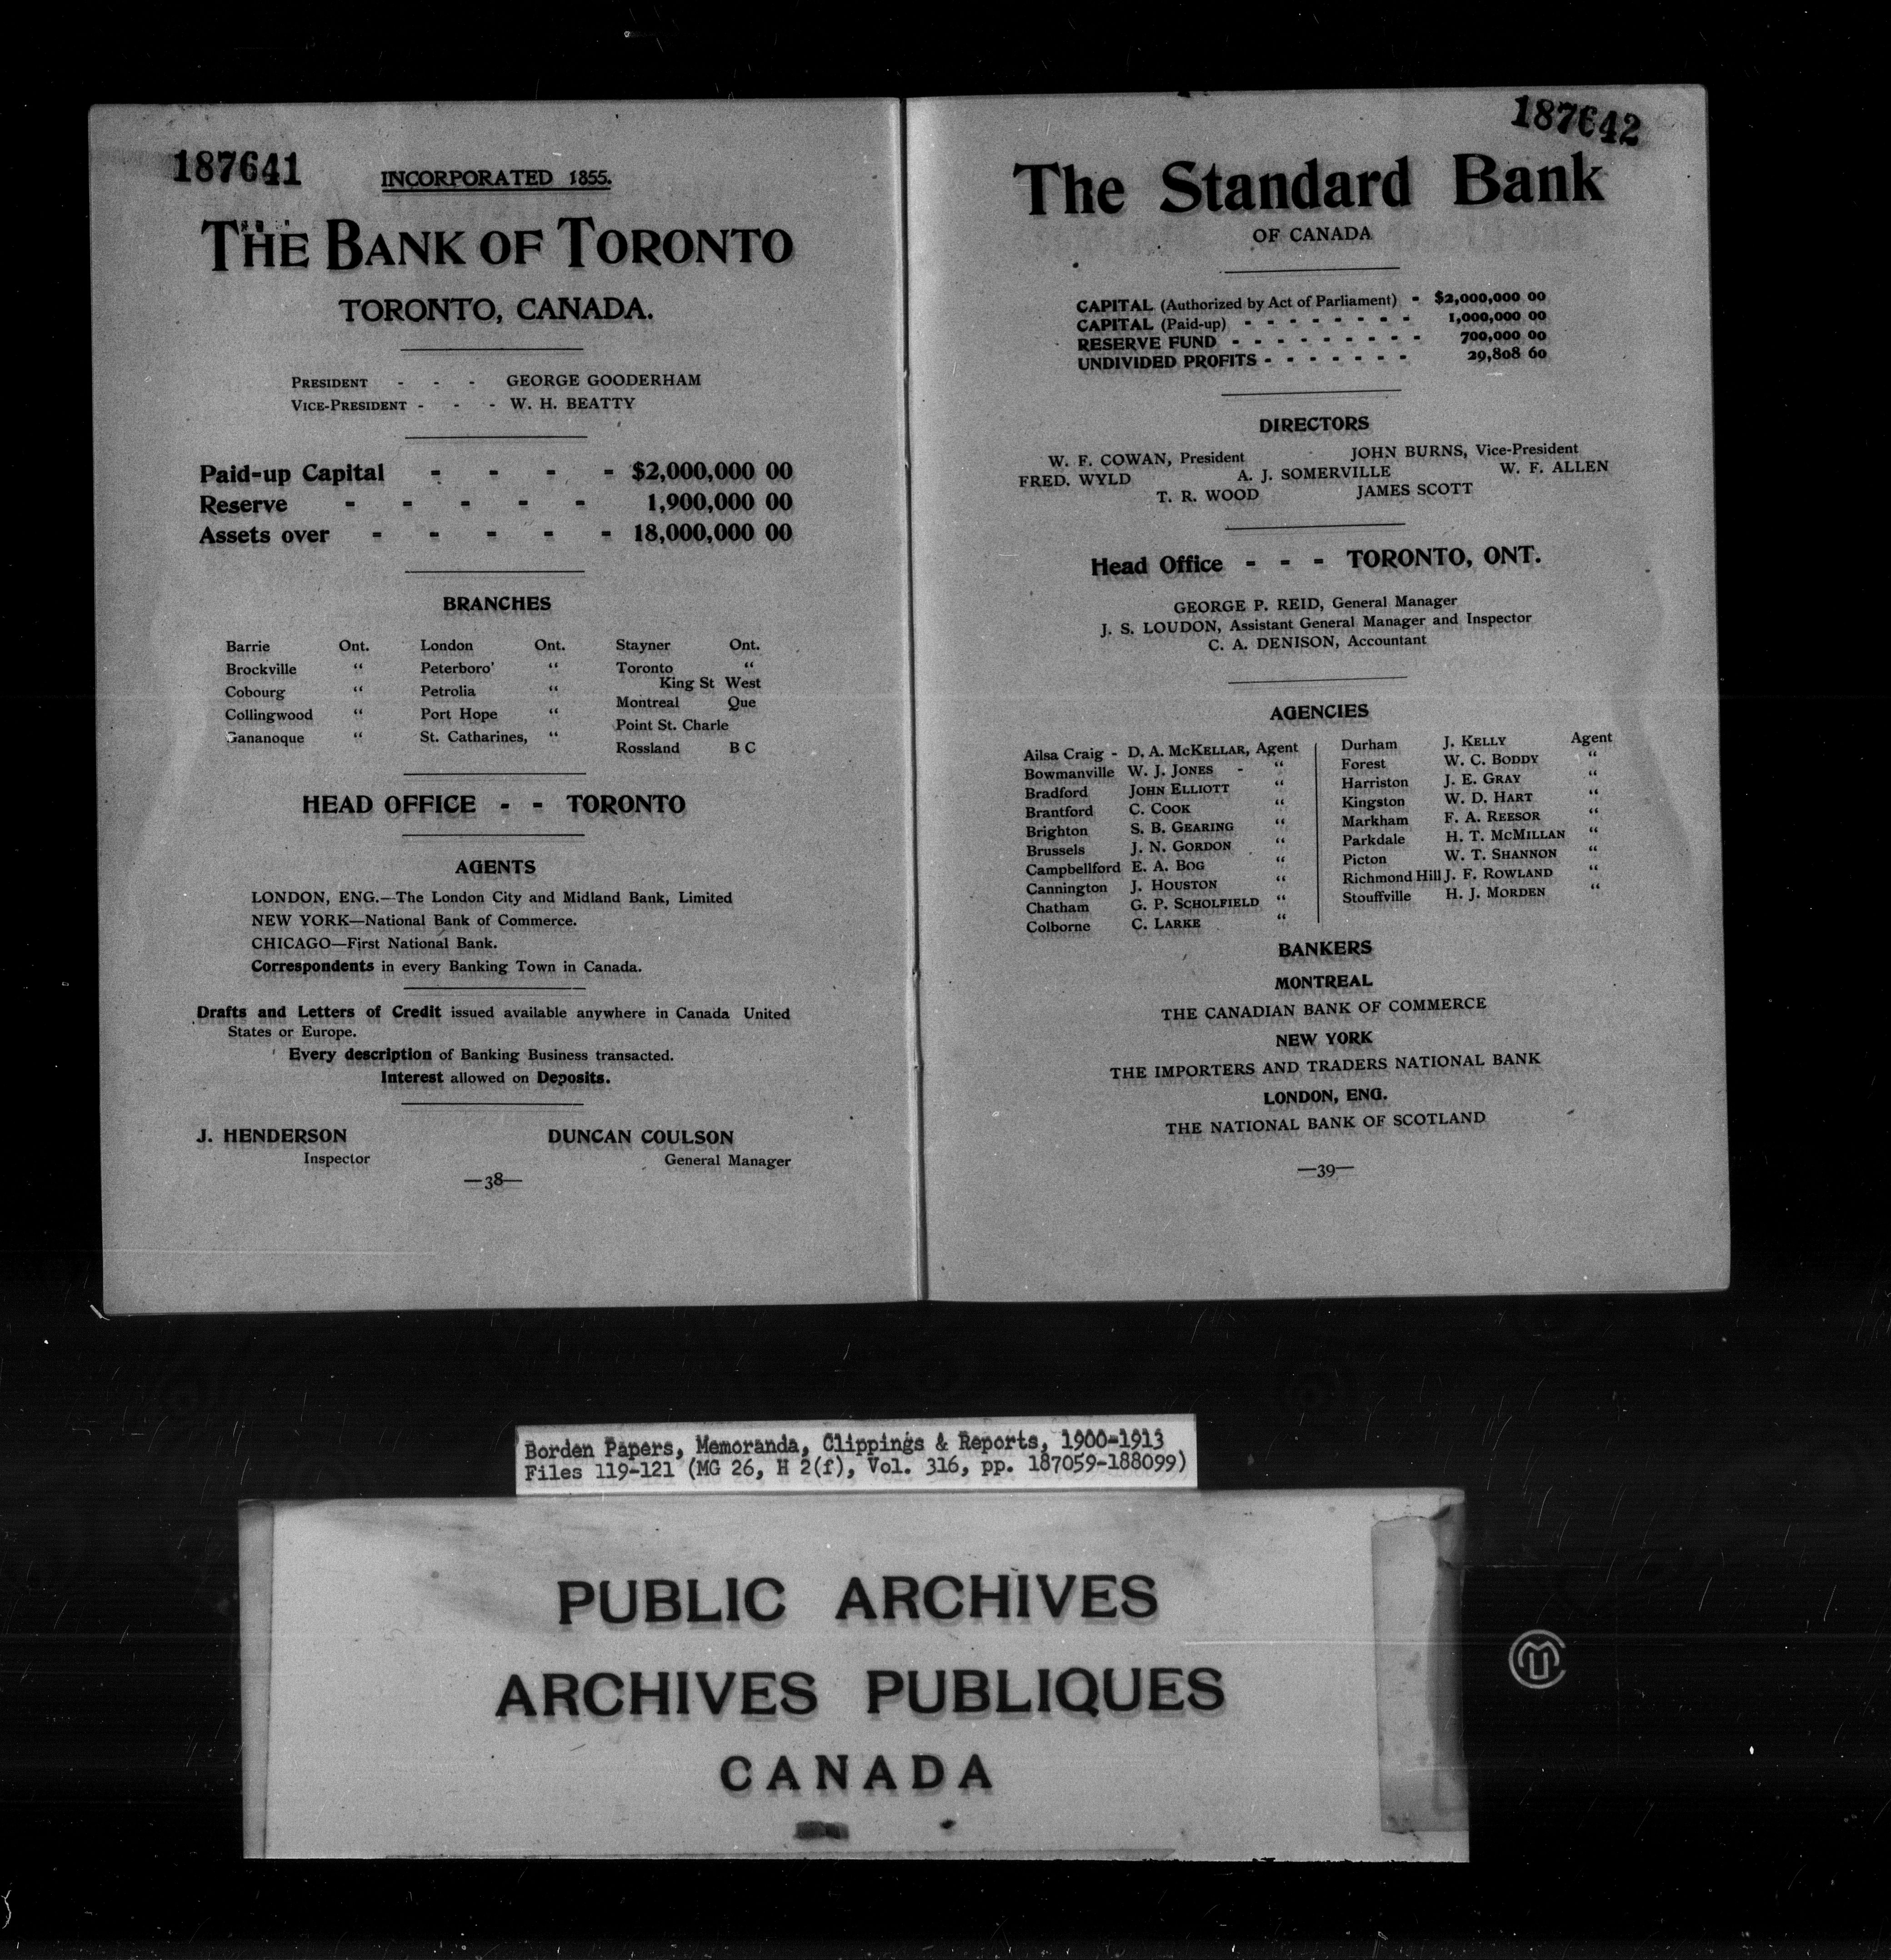 187641
INCORPORATED 1855.
THE BANK OF TORONTO
TORONTO, CANADA.
PRESIDENT - - - GEORGE GOODERHAM
VICE-PRESIDENT - - - W. H. BEATTY
Paid-up Capital - - - - $2,000,000 00
Reserve - - - - - 1,900,000 00
Assets over - - - - - 18,000,000 00
BRANCHES
Barrie Ont. London Ont. Stayner Ont.
Brockville “ Peterboro' “ Toronto “
King St West
Cobourg “ Petrolia “ Montreal Que
Collingwood “ Port Hope “ Point St. Charle
Gananoque “ St. Catharines, “ Rossland B C
HEAD OFFICE - - TORONTO
AGENTS
LONDON, ENG.—The London City and Midland Bank, Limited
NEW YORK—National Bank of Commerce.
CHICAGO—First National Bank.
Correspondents in every Banking Town in Canada.
Drafts and Letters of Credit issued available anywhere in Canada United
States or Europe.
Every description of Banking Business transacted.
Interest allowed on Deposits.
J. HENDERSON DUNCAN COULSON
Inspector General Manager
—38—
187642
The Standard Bank
OF CANADA
CAPITAL (Authorized by Act of Parliament) - $2,000,000 00
CAPITAL (Paid-up) - - - - - - - - 1,000,000 00
RESERVE FUND - - - - - - - - - 700,000 00
UNDIVIDED PROFITS - - - - - - - 29,808 60
DIRECTORS
W. F. COWAN, President JOHN BURNS, Vice-President
FRED. WYLD A. J. SOMERVILLE W. F. ALLEN
T. R. WOOD JAMES SCOTT
Head Office - - - TORONTO, ONT.
GEORGE P. REID, General Manager
J. S. LOUDON, Assistant General Manager and Inspector
C. A. DENISON, Accountant
AGENCIES
Ailsa Craig - D. A. MCKELLAR, Agent
Bowmanville W. J. JONES - “
Bradford JOHN ELLIOTT “
Brantford C. COOK “
Brighton S. B. GEARING “
Brussels J. N. GORDON “
Campbellford E. A. BOG “
Cannington J. HOUSTON “
Chatham G. P. SCHOLFIELD “
Colborne C. LARKE “
Durham J. KELLY Agent
Forest W. C. BODDY “
Harriston J. E. GRAY “
Kingston W. D. HART “
Markham F. A. REESOR “
Parkdale H. T. MCMILLAN “
Picton W. T. SHANNON “
Richmond Hill J. F. ROWLAND “
Stouffville H. J. MORDEN “
BANKERS
MONTREAL
THE CANADIAN BANK OF COMMERCE
NEW YORK
THE IMPORTERS AND TRADERS NATIONAL BANK
LONDON, ENG.
THE NATIONAL BANK OF SCOTLAND
—39—
Borden Papers, Memoranda, Clippings & Reports, 1900-1913
Files 119-121 (MG 26, H 2(f), Vol. 316, pp. 187059-188099)
PUBLIC ARCHIVES
ARCHIVES PUBLIQUES
CANADA